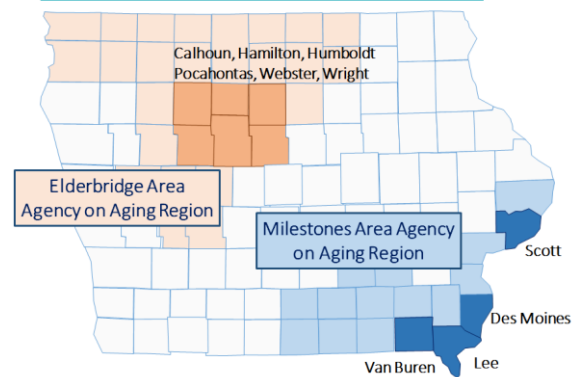 Calhoun, Hamilton, Humboldt
Pocahontas, Webster, Wright
Elderbridge Area
Agency on Aging Region
Milestones Area Agency
on Aging Region
Scott
Des Moines
Van Buren
Lee